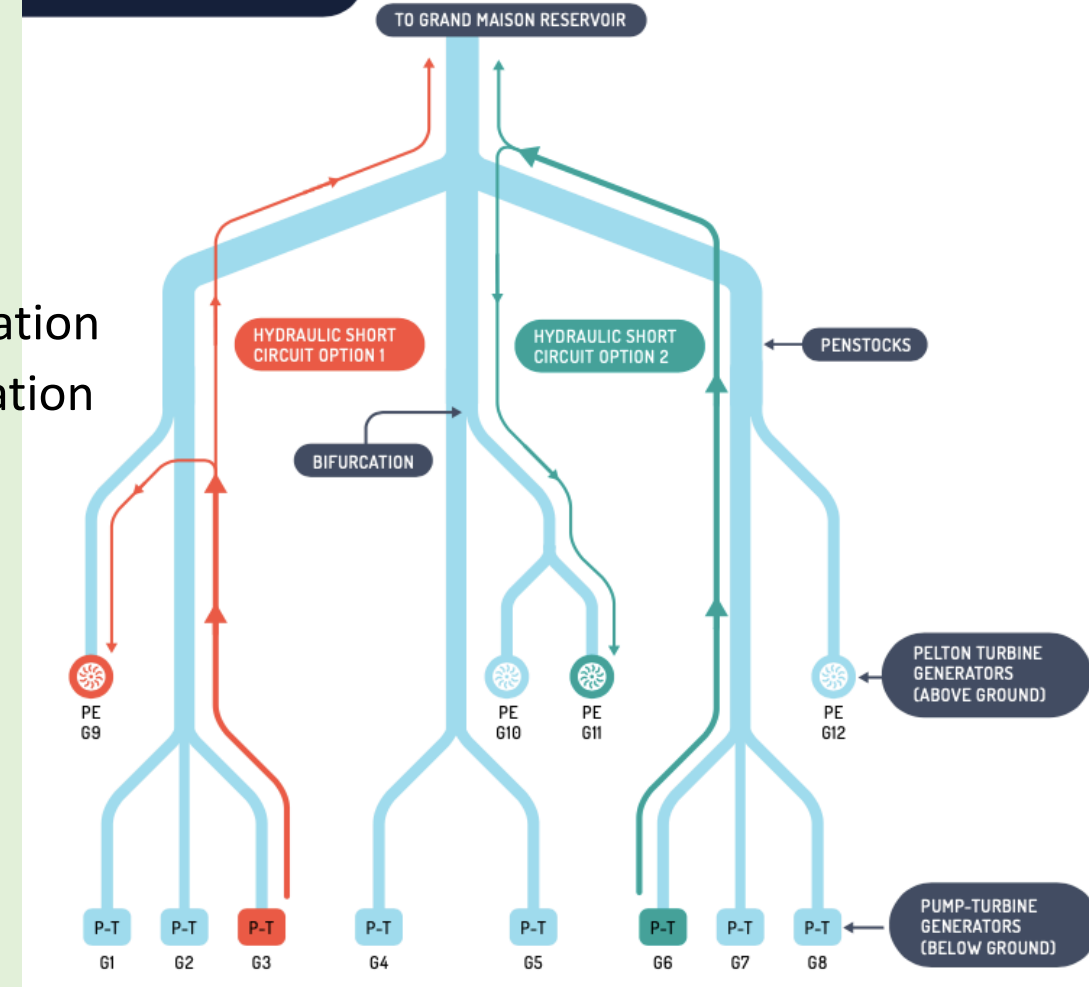 TO GRAND MAISON RESERVOIR
ation
ation
HYDRAULIC SHORT
CIRCUIT OPTION 1
HYDRAULIC SHORT
CIRCUIT OPTION 2
PENSTOCKS
BIFURCATION
PELTON TURBINE
GENERATORS
(ABOVE GROUND)
PE
G9
PE
G10
PE
G11
PE
G12
P-T
P-T
P-T
P-T
P-T
P-T
P-T
P-T
PUMP-TURBINE
GENERATORS
(BELOW GROUND)
G1
G2
G3
G4
G5
G6
G7
G8